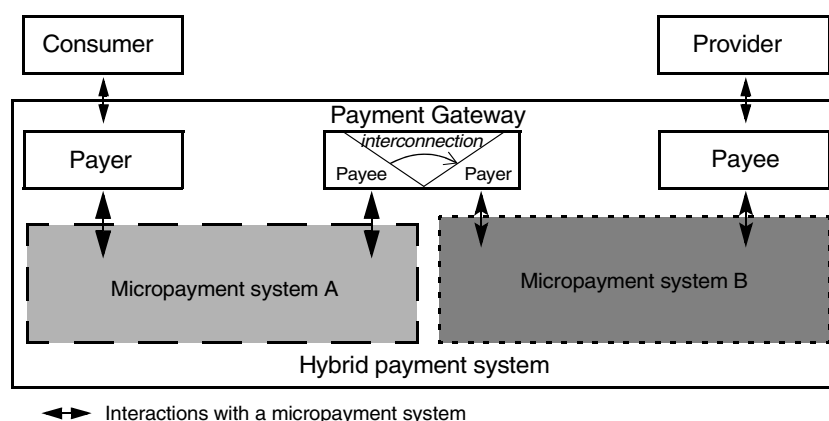 Consumer
Provider
Payment Gateway
interconnection
Payer
Payee
Payer
Payee
Micropayment system A
Micropayment system B
Hybrid payment system
Interactions with a micropayment system